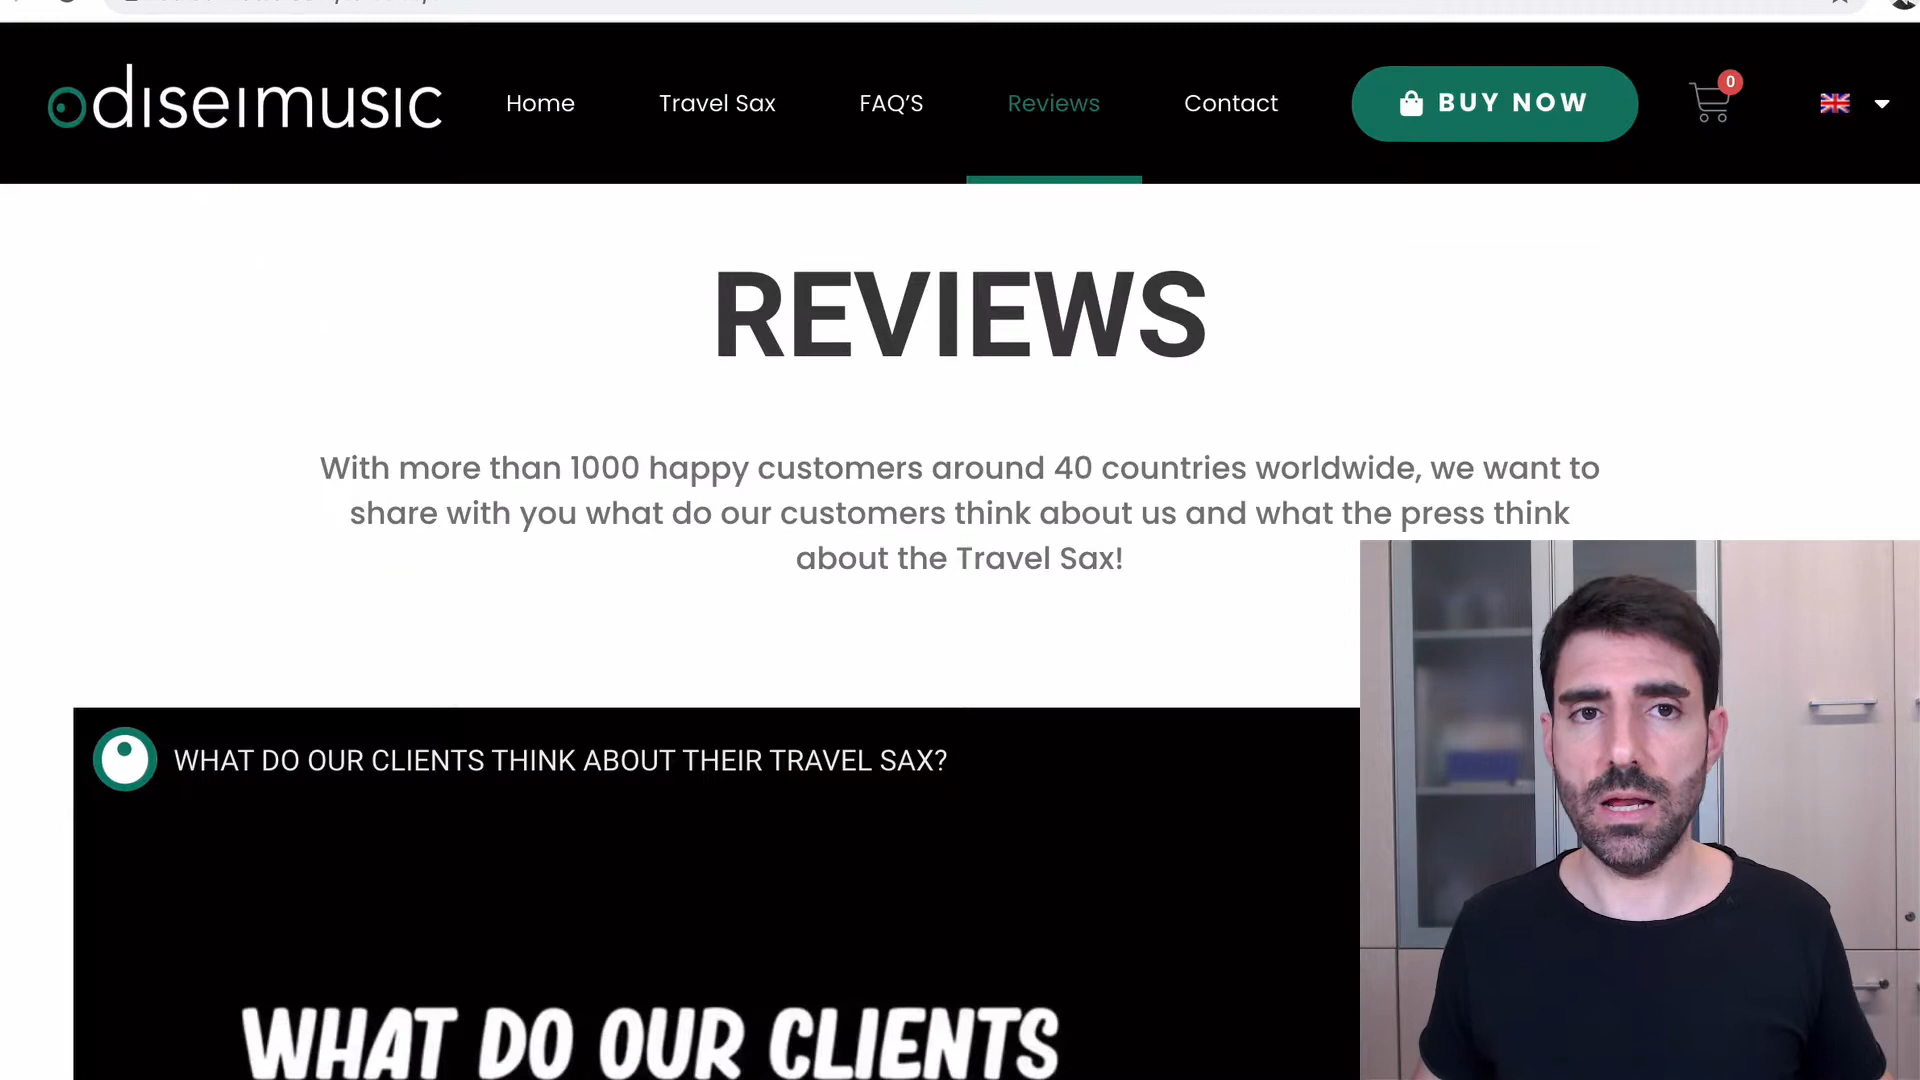 odiseimusic
Home
Travel Sax
FAQ'S
Reviews
Contact
BUY NOW
0
REVIEWS
With more than 1000 happy customers around 40 countries worldwide, we want to
share with you what do our customers think about us and what the press think
about the Travel Sax!
WHAT DO OUR CLIENTS THINK ABOUT THEIR TRAVEL SAX?
WHAT DO OUR CLIENTS